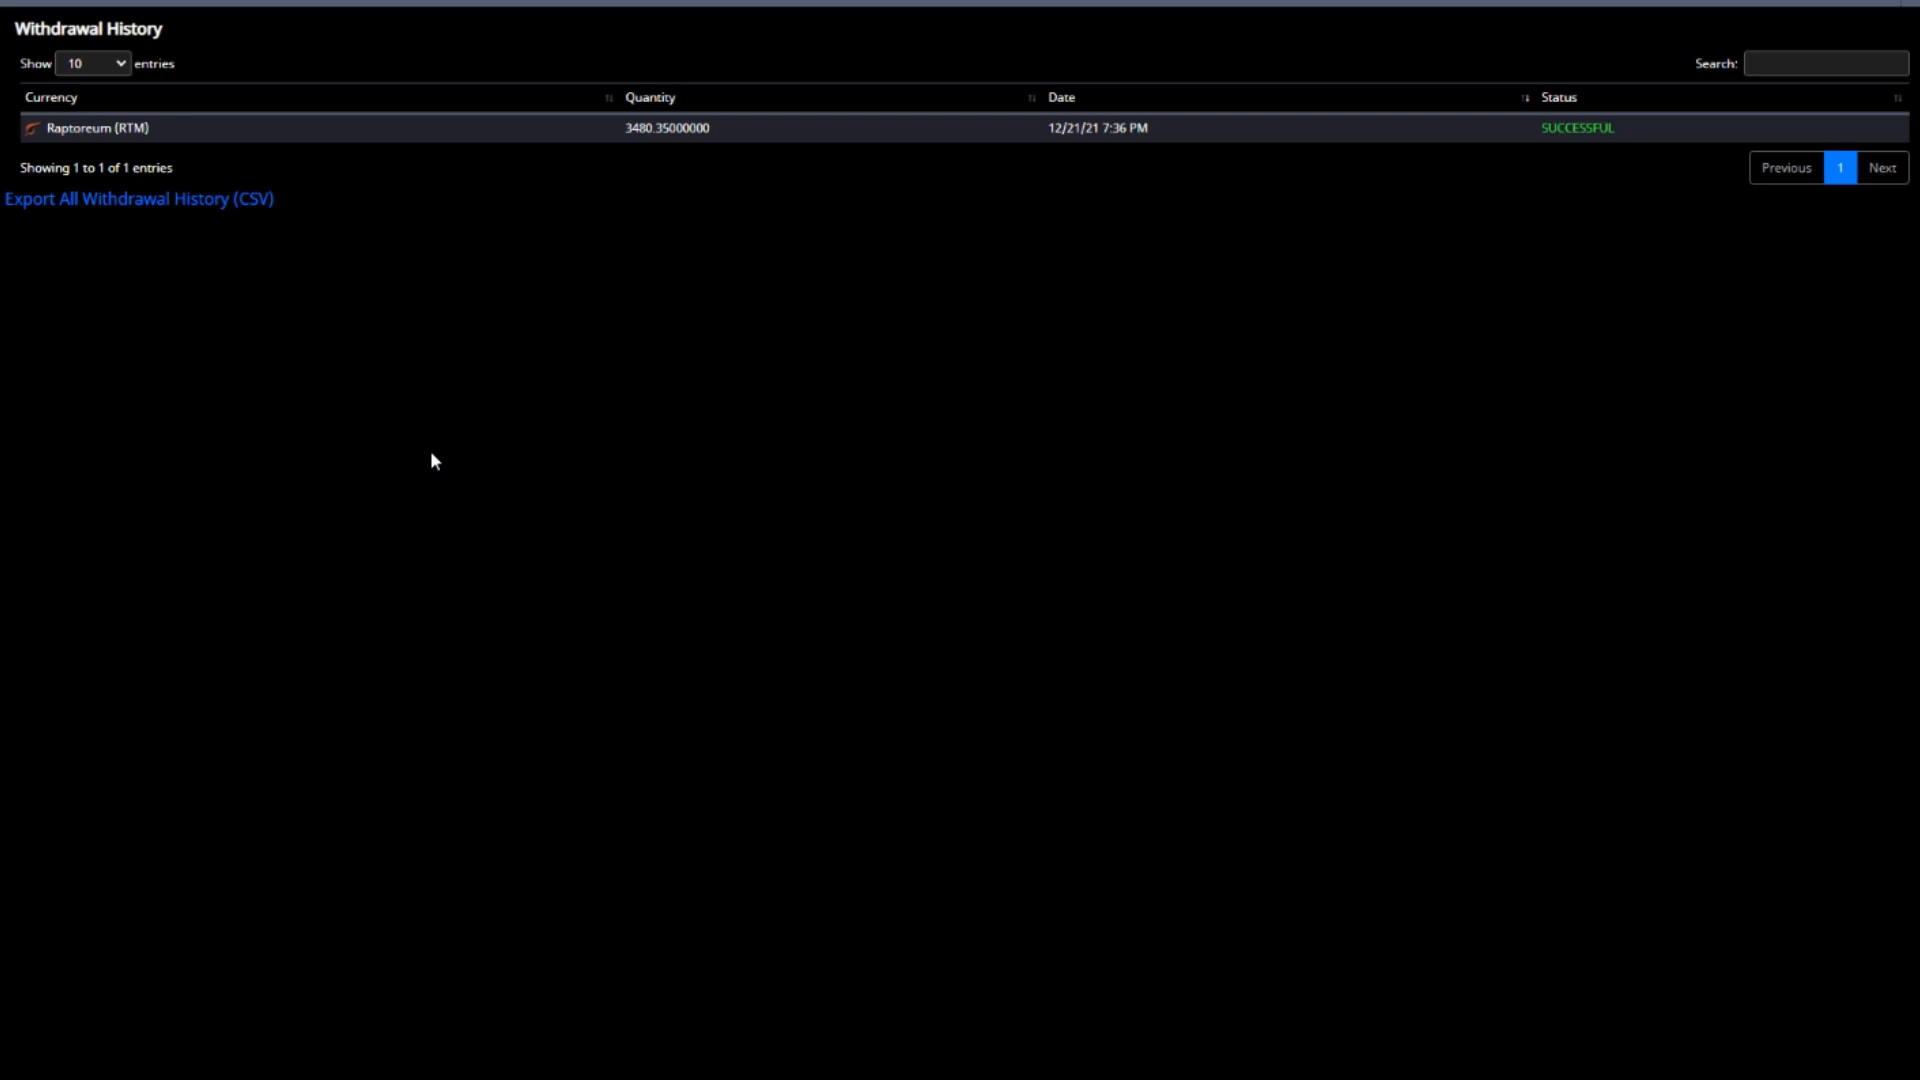 Withdrawal History
Show 10 entries Search:
Currency Quantity Date Status
Raptoreum (RTM) 3480.35000000 12/21/21 7:36 PM SUCCESSFUL
Showing 1 to 1 of 1 entries Previous 1 Next
Export All Withdrawal History (CSV)